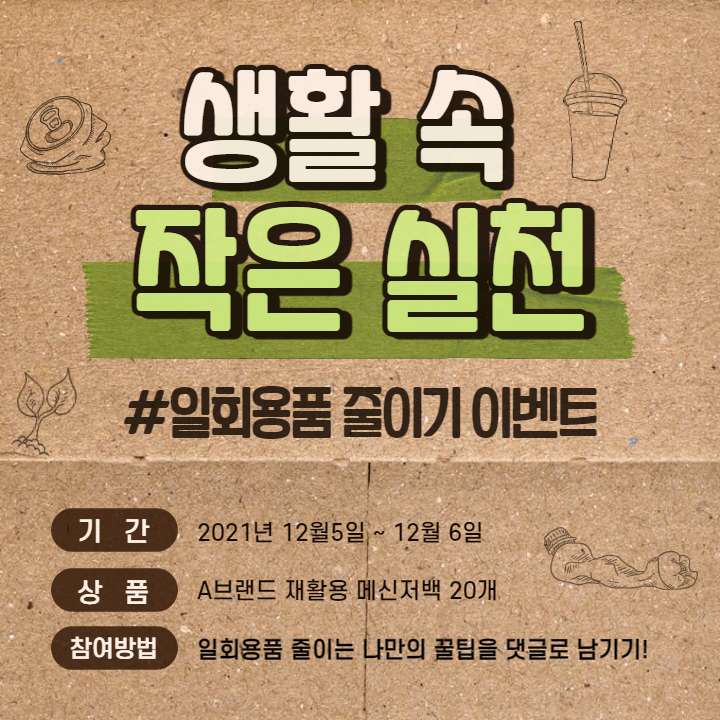 생활 속
작은 실천
#일회용품 줄이기 이벤트
기 간 2021년 12월5일 ~ 12월 6일
상 품 A브랜드 재활용 메신저백 20개
참여방법 일회용품 줄이는 나만의 꿀팁을 댓글로 남기기!